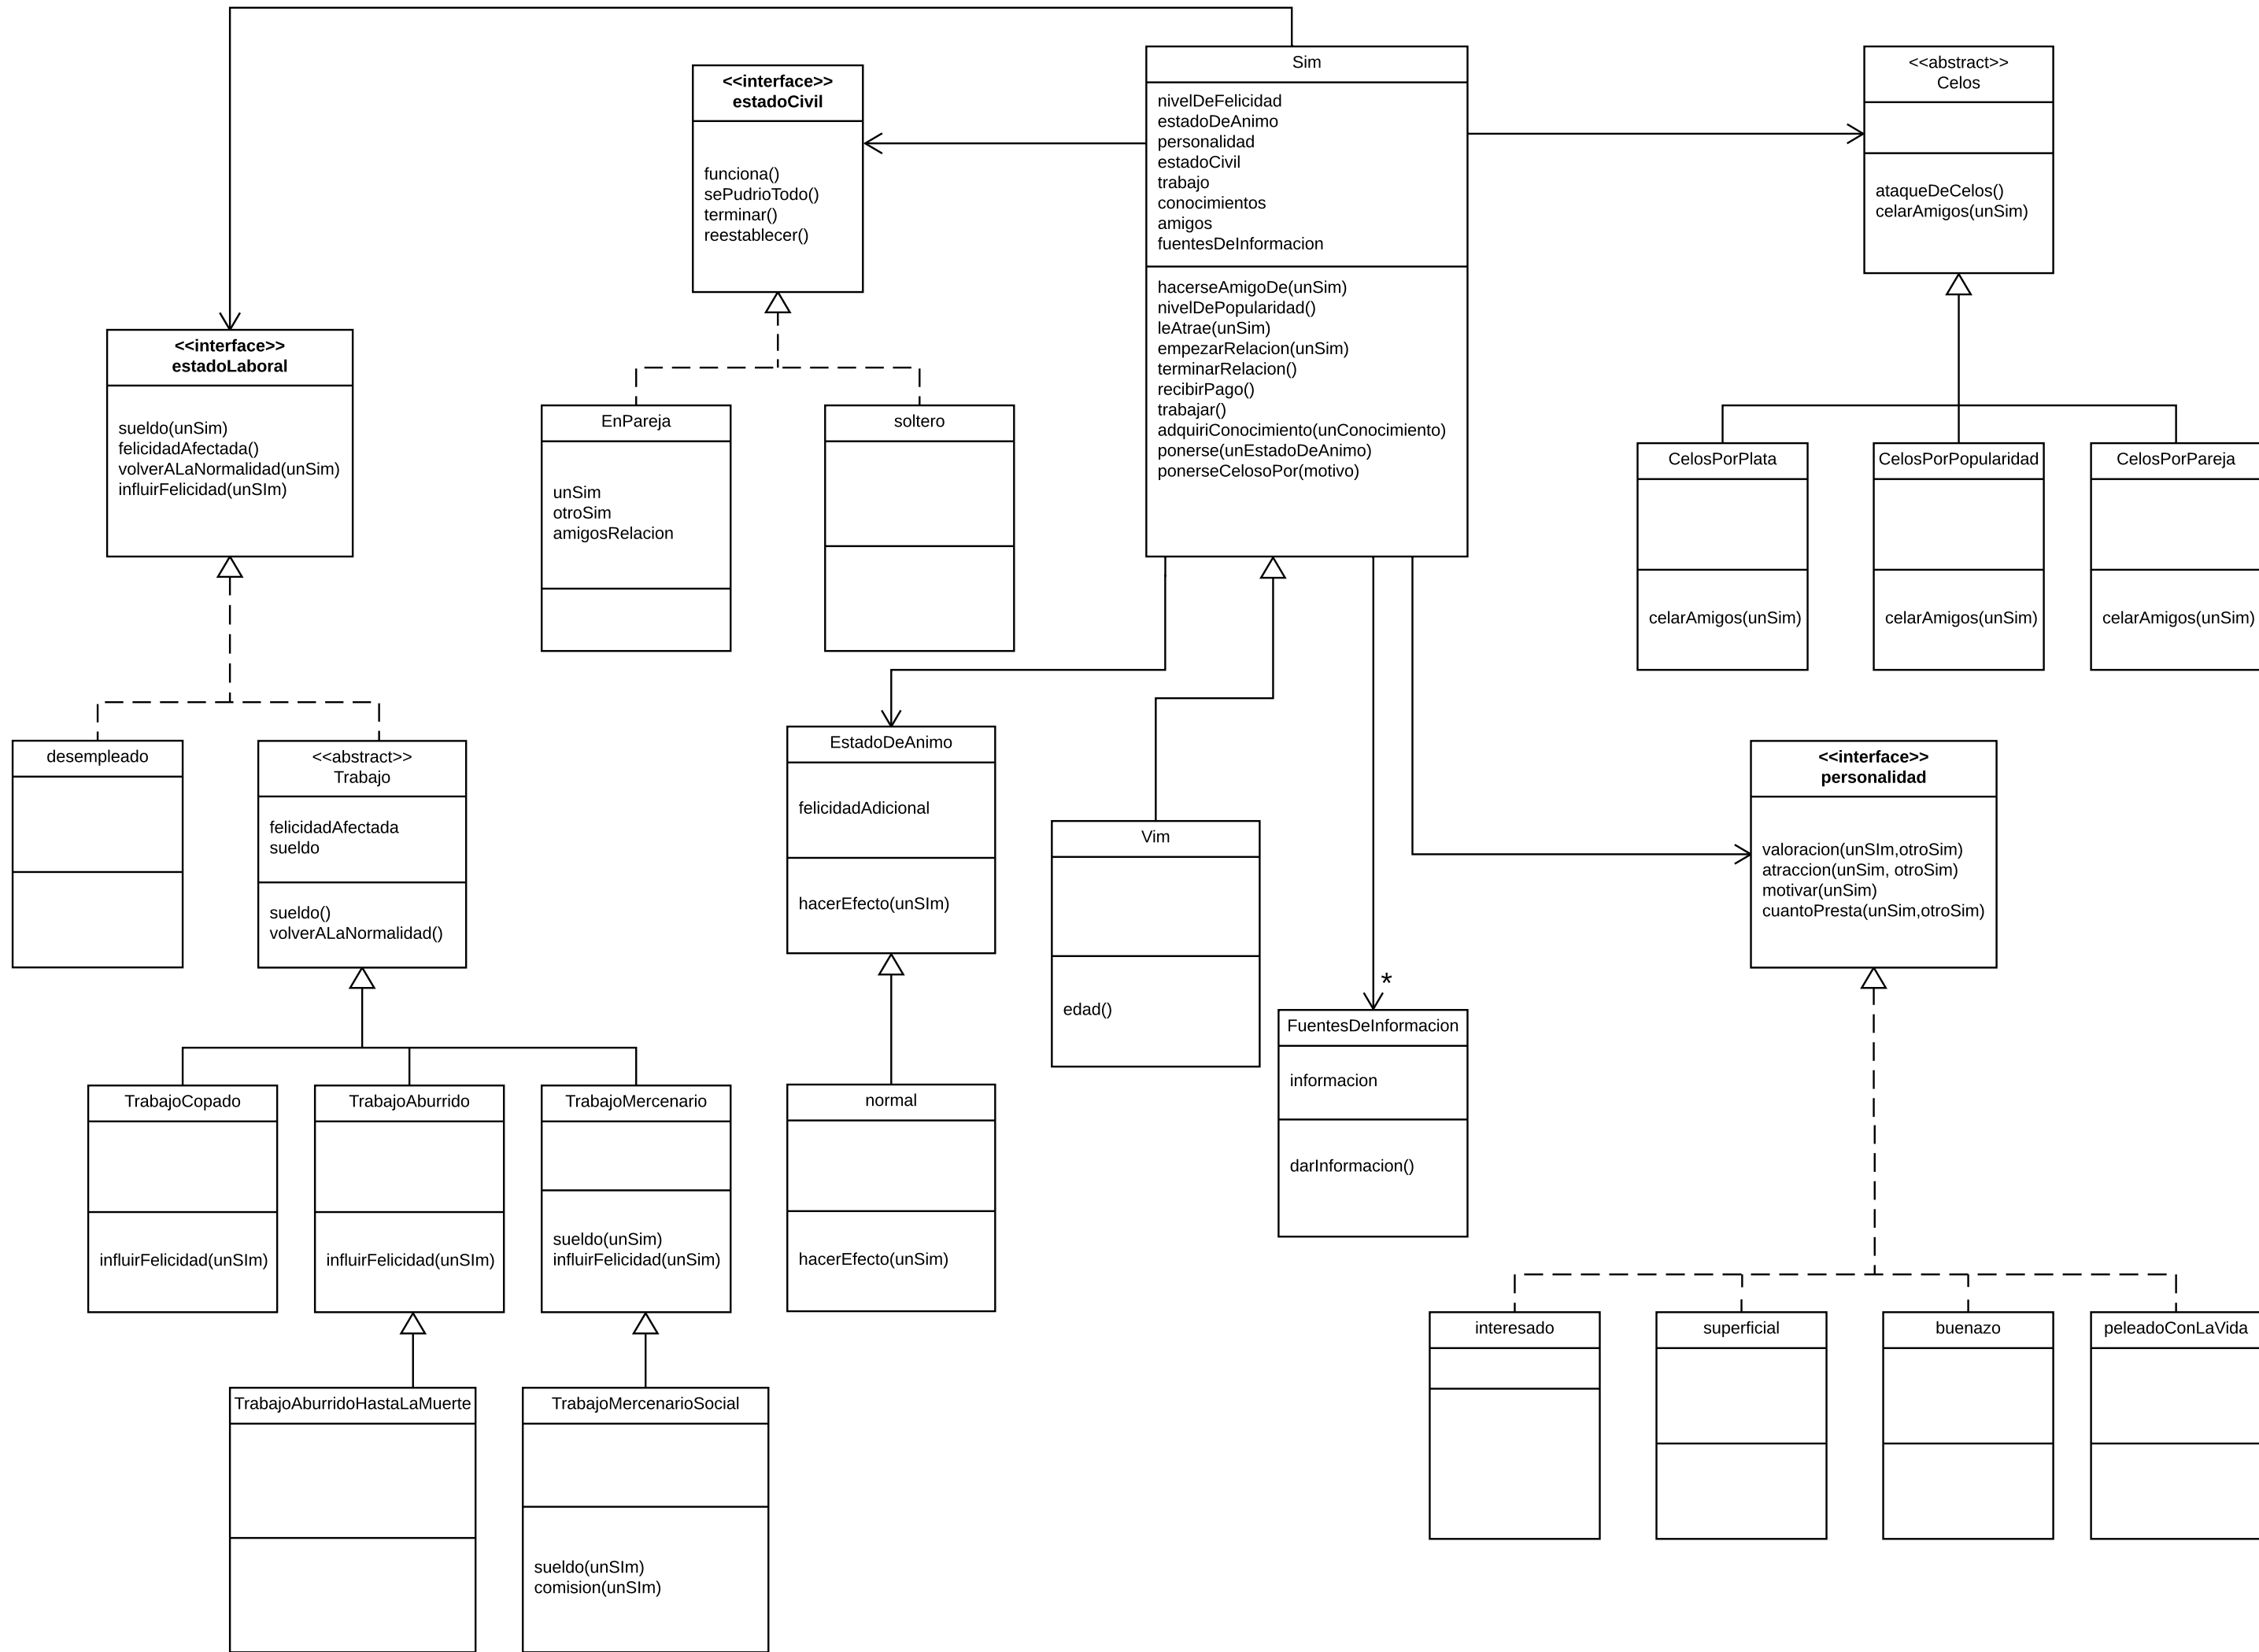 Sim
nivelDeFelicidad
estadoDeAnimo
personalidad
estadoCivil
trabajo
conocimientos
amigos
fuentesDeInformacion
hacerseAmigoDe(unSim)
nivelDePopularidad()
leAtrae(unSim)
empezarRelacion(unSim)
terminarRelacion()
recibirPago()
trabajar()
adquiriConocimiento(unConocimiento)
ponerse(unEstadoDeAnimo)
ponerseCelosoPor(motivo)
<<interface>>
estadoCivil
funciona()
sePudrioTodo()
terminar()
reestablecer()
<<abstract>>
Celos
ataqueDeCelos()
celarAmigos(unSim)
<<interface>>
estadoLaboral
sueldo(unSim)
felicidadAfectada()
volverALaNormalidad(unSim)
influirFelicidad(unSIm)
EnPareja
unSim
otroSim
amigosRelacion
soltero
CelosPorPlata
celarAmigos(unSim)
CelosPorPopularidad
celarAmigos(unSim)
CelosPorPareja
celarAmigos(unSim)
desempleado
<<abstract>>
Trabajo
felicidadAfectada
sueldo
sueldo()
volverALaNormalidad()
EstadoDeAnimo
felicidadAdicional
hacerEfecto(unSIm)
Vim
edad()
<<interface>>
personalidad
valoracion(unSIm,otroSim)
atraccion(unSim, otroSim)
motivar(unSim)
cuantoPresta(unSim,otroSim)
*
FuentesDeInformacion
informacion
darInformacion()
TrabajoCopado
influirFelicidad(unSIm)
TrabajoAburrido
influirFelicidad(unSIm)
TrabajoMercenario
sueldo(unSim)
influirFelicidad(unSim)
normal
hacerEfecto(unSim)
interesado
superficial
buenazo
peleadoConLaVida
TrabajoAburridoHastaLaMuerte
TrabajoMercenarioSocial
sueldo(unSIm)
comision(unSIm)